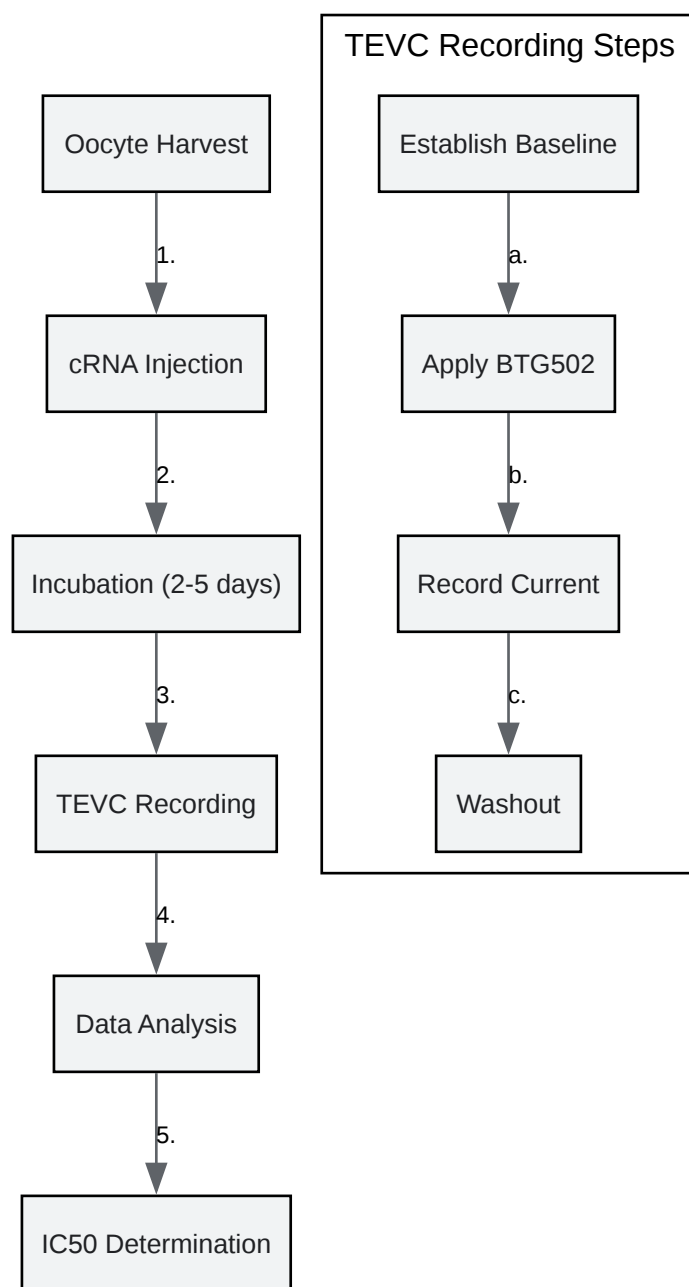 Oocyte Harvest
1.
cRNA Injection
2.
Incubation (2-5 days)
3.
TEVC Recording
4.
Data Analysis
5.
IC50 Determination
TEVC Recording Steps
Establish Baseline
a.
Apply BTG502
b.
Record Current
c.
Washout